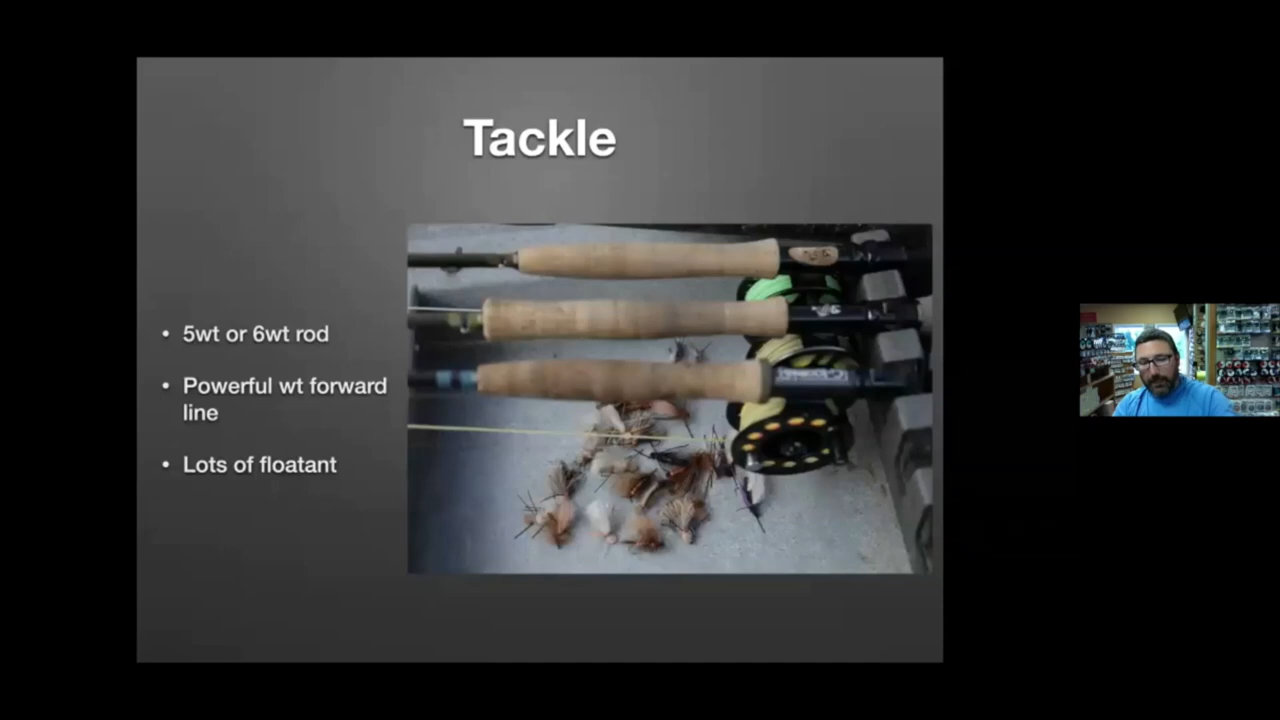 Tackle
• 5wt or 6wt rod
• Powerful wt forward
line
• Lots of floatant